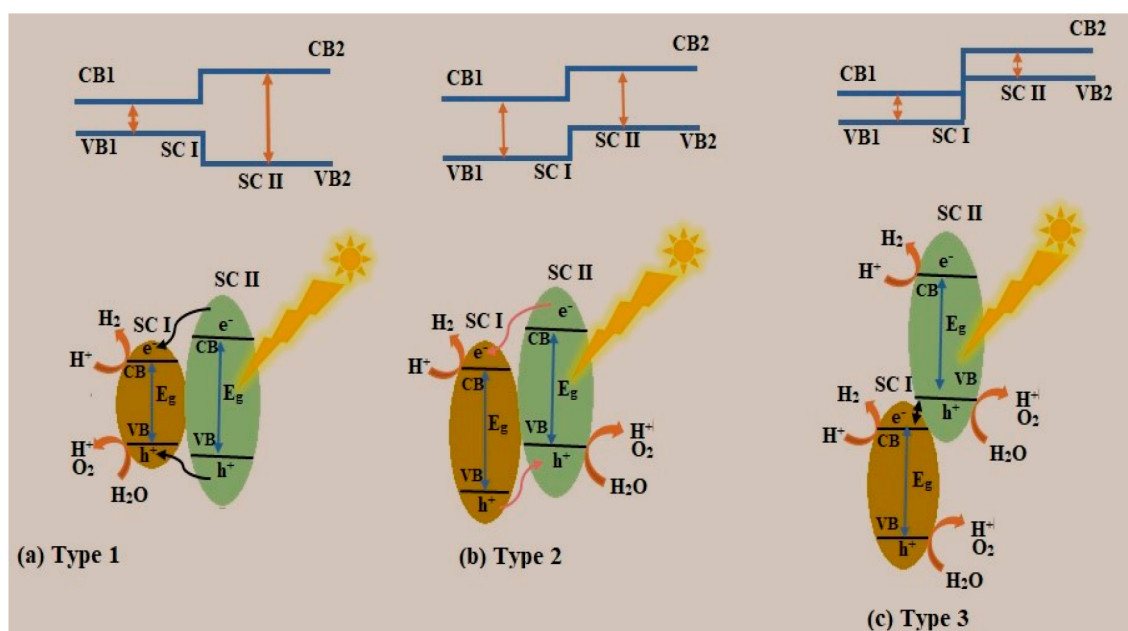 CB1
CB2
VB1
SC I
SC II
VB2
SC II
SC I
H₂
H⁺
e⁻
CB
Eg
VB
h⁺
H⁺
O₂
H₂O
e⁻
CB
Eg
VB
h⁺
(a) Type 1
CB1
CB2
VB1
SC I
SC II
VB2
SC II
SC I
H₂
H⁺
e⁻
CB
Eg
VB
h⁺
e⁻
CB
Eg
VB
h⁺
H⁺
O₂
H₂O
(b) Type 2
CB1
CB2
VB1
SC I
SC II
VB2
SC II
H₂
H⁺
e⁻
CB
Eg
VB
h⁺
H⁺
O₂
H₂O
SC I
H₂
H⁺
e⁻
CB
Eg
VB
h⁺
H⁺
O₂
H₂O
(c) Type 3